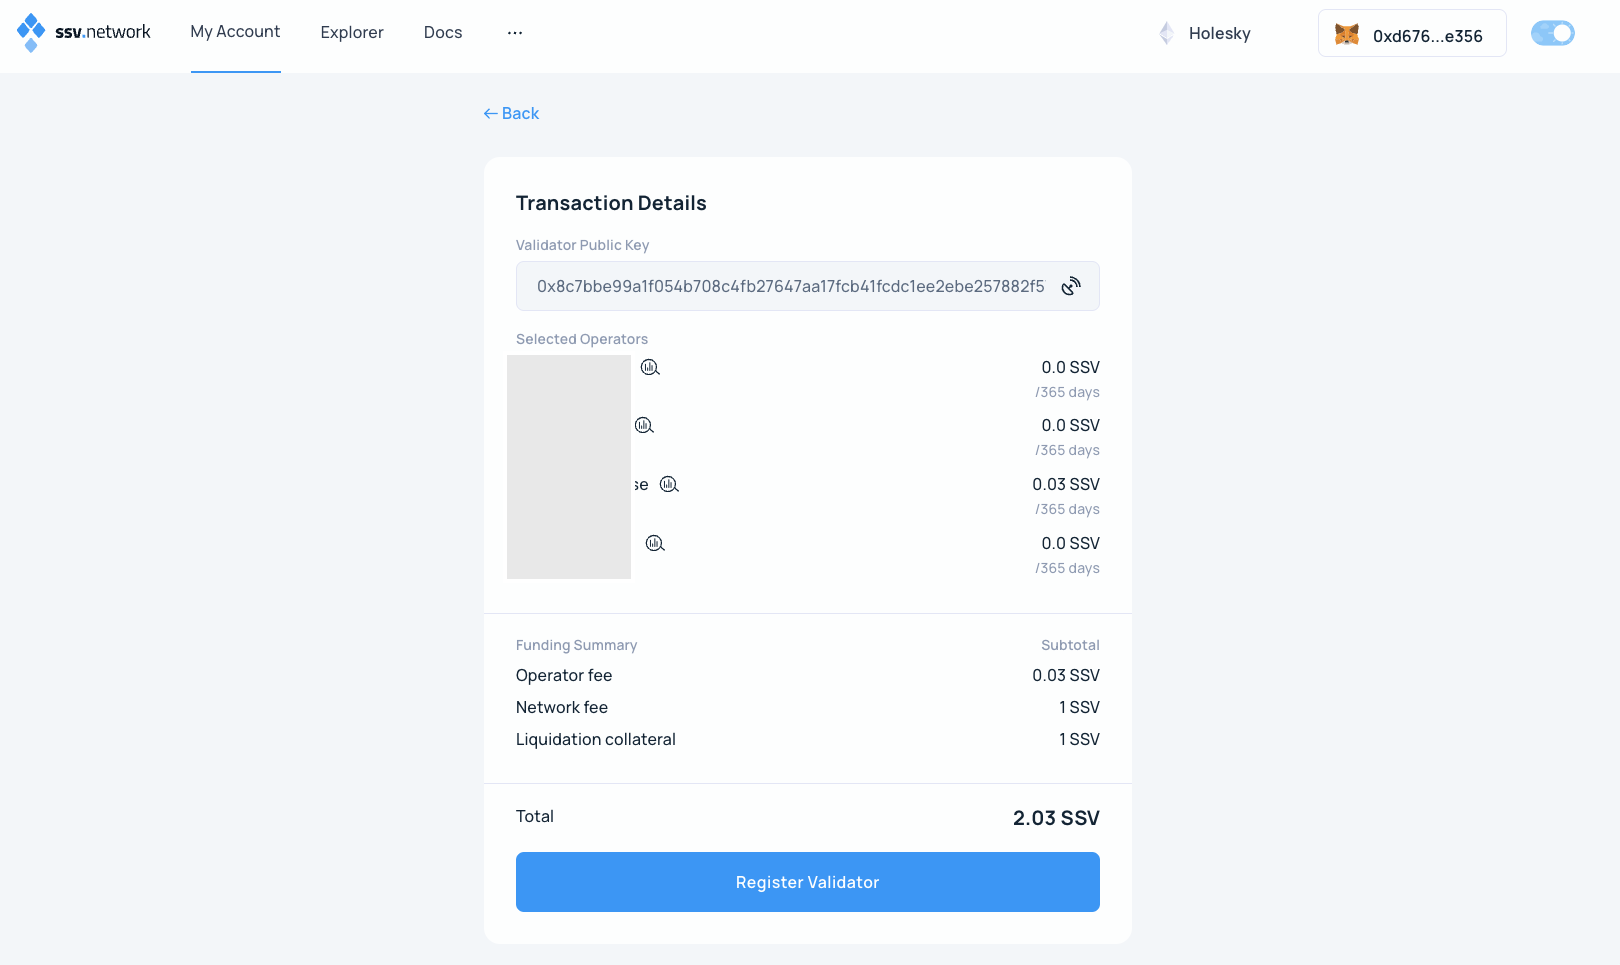 ssv.network My Account Explorer Docs ... Holesky 0xd676...e356
Back
Transaction Details
Validator Public Key
0x8c7bbe99a1f054b708c4fb27647aa17fcb41fcdc1ee2ebe257882f5
Selected Operators
0.0 SSV
/365 days
0.0 SSV
/365 days
se 0.03 SSV
/365 days
0.0 SSV
/365 days
Funding Summary Subtotal
Operator fee 0.03 SSV
Network fee 1 SSV
Liquidation collateral 1 SSV
Total 2.03 SSV
Register Validator